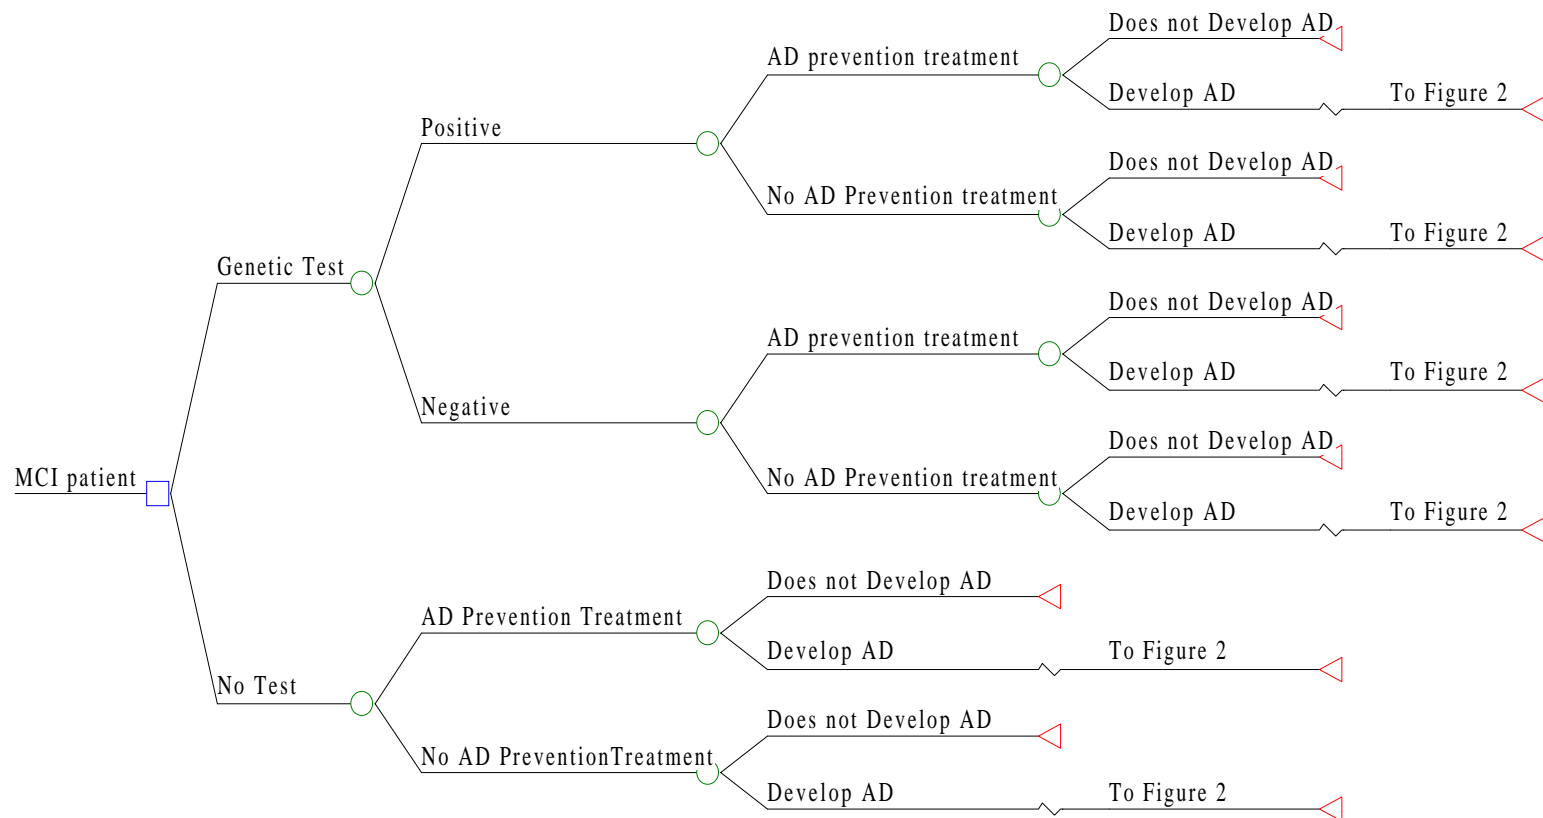 Does not Develop AD
AD prevention treatment
Develop AD
To Figure 2
Positive
Does not Develop AD
No AD Prevention treatment
Develop AD
To Figure 2
Genetic Test
Does not Develop AD
AD prevention treatment
Develop AD
To Figure 2
Negative
Does not Develop AD
No AD Prevention treatment
Develop AD
To Figure 2
MCI patient
Does not Develop AD
AD Prevention Treatment
Develop AD
To Figure 2
No Test
Does not Develop AD
No AD PreventionTreatment
Develop AD
To Figure 2